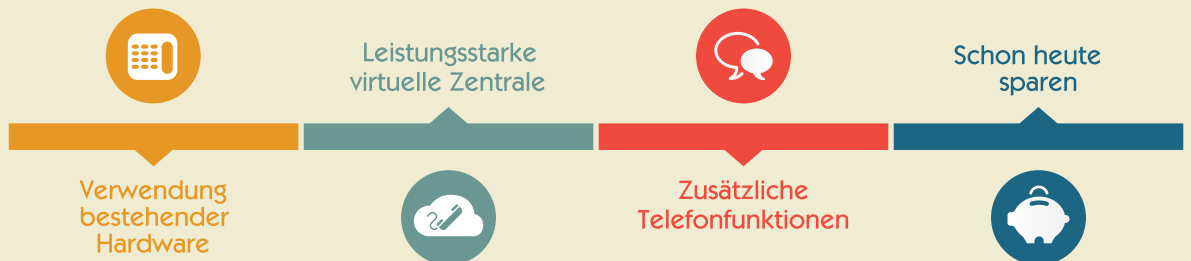 Verwendung
bestehender
Hardware
Leistungsstarke
virtuelle Zentrale
Zusätzliche
Telefonfunktionen
Schon heute
sparen